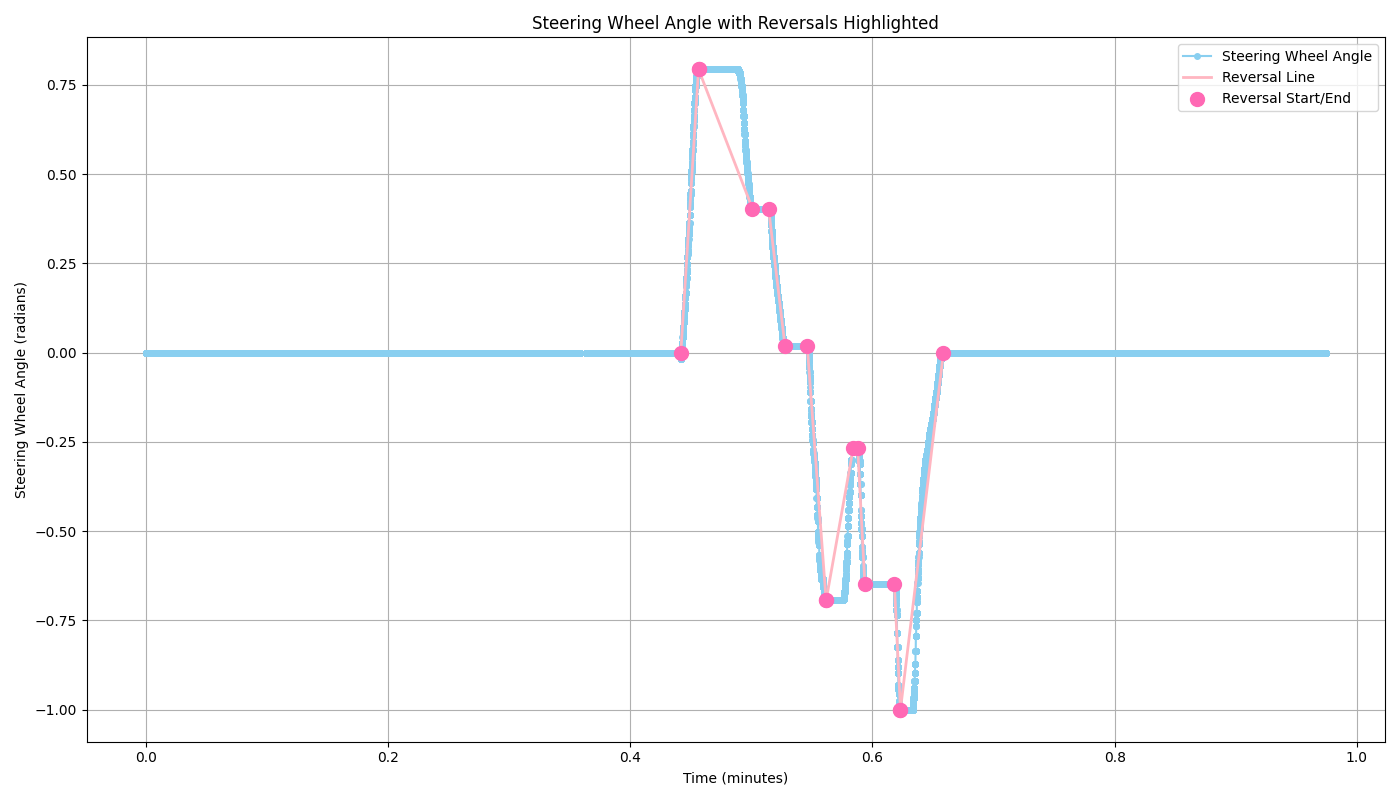 Steering Wheel Angle with Reversals Highlighted
Steering Wheel Angle
Reversal Line
Reversal Start/End
Steering Wheel Angle (radians)
0.75
0.50
0.25
0.00
−0.25
−0.50
−0.75
−1.00
0.0 0.2 0.4 0.6 0.8 1.0
Time (minutes)